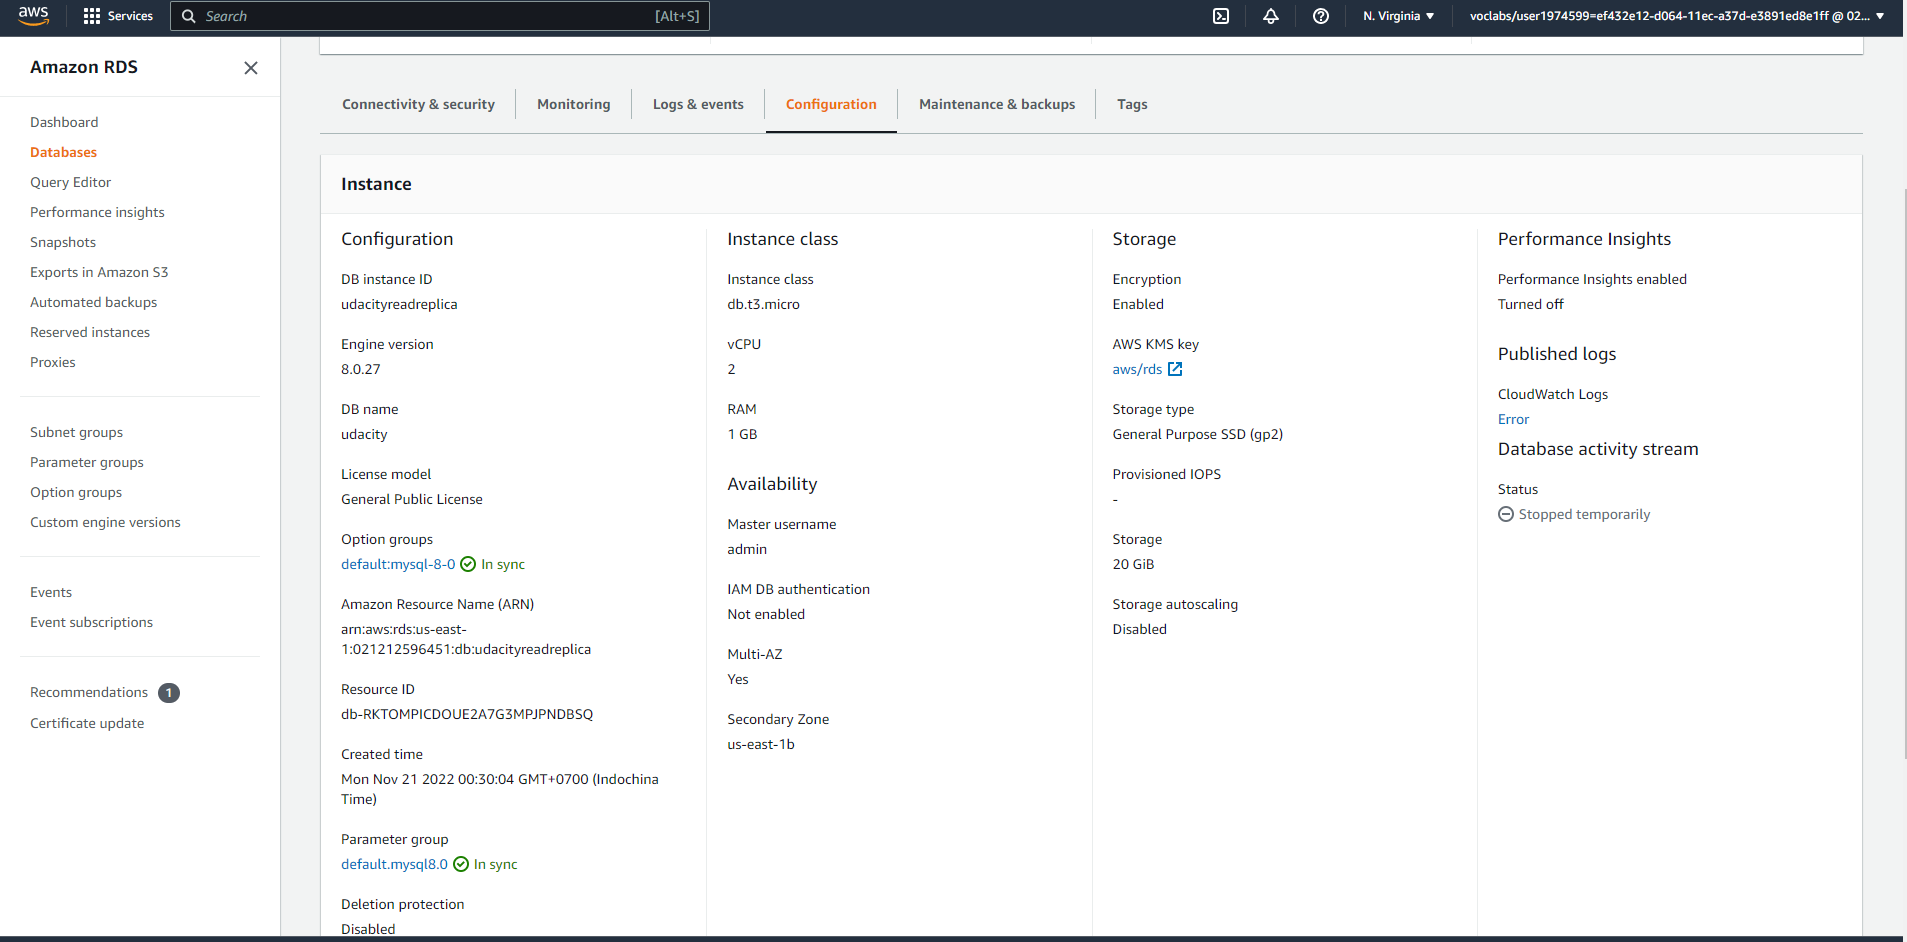 aws
Services
Search
[Alt+S]
N. Virginia
voclabs/user1974599=ef432e12-d064-11ec-a37d-e3891ed8e1ff @ 02...
Amazon RDS
Dashboard
Databases
Query Editor
Performance insights
Snapshots
Exports in Amazon S3
Automated backups
Reserved instances
Proxies
Subnet groups
Parameter groups
Option groups
Custom engine versions
Events
Event subscriptions
Recommendations 1
Certificate update
Connectivity & security
Monitoring
Logs & events
Configuration
Maintenance & backups
Tags
Instance
Configuration
DB instance ID
udacityreadreplica
Engine version
8.0.27
DB name
udacity
License model
General Public License
Option groups
default:mysql-8-0 In sync
Amazon Resource Name (ARN)
arn:aws:rds:us-east-
1:021212596451:db:udacityreadreplica
Resource ID
db-RKTOMPICDOUE2A7G3MPJPNDBSQ
Created time
Mon Nov 21 2022 00:30:04 GMT+0700 (Indochina
Time)
Parameter group
default.mysql8.0 In sync
Deletion protection
Disabled
Instance class
Instance class
db.t3.micro
vCPU
2
RAM
1 GB
Availability
Master username
admin
IAM DB authentication
Not enabled
Multi-AZ
Yes
Secondary Zone
us-east-1b
Storage
Encryption
Enabled
AWS KMS key
aws/rds
Storage type
General Purpose SSD (gp2)
Provisioned IOPS
-
Storage
20 GiB
Storage autoscaling
Disabled
Performance Insights
Performance Insights enabled
Turned off
Published logs
CloudWatch Logs
Error
Database activity stream
Status
Stopped temporarily